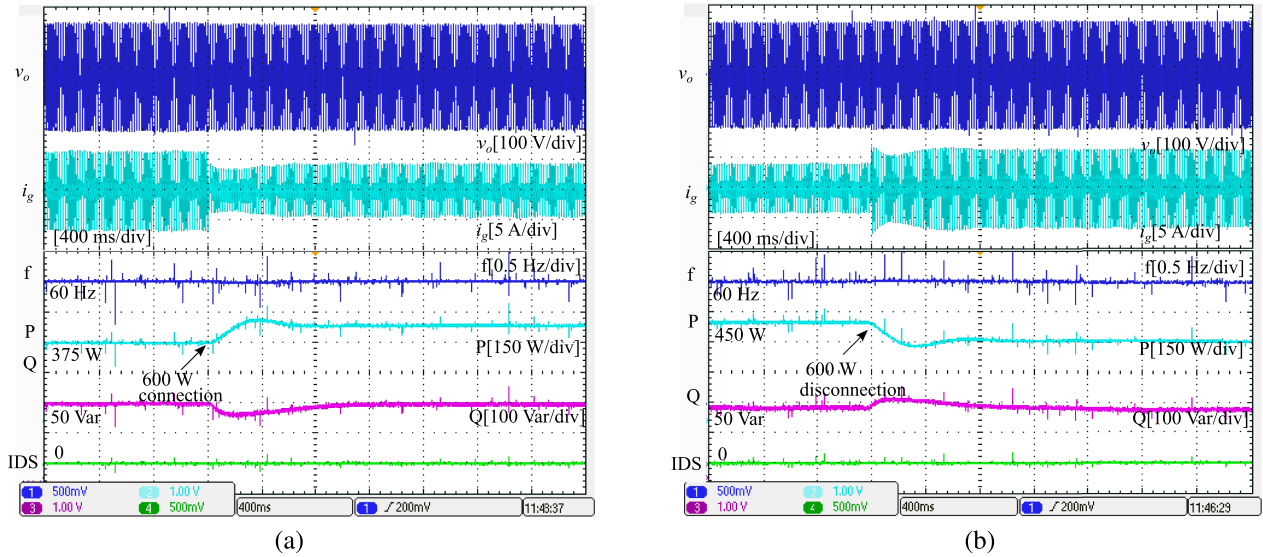 v_o
v_o[100 V/div]
i_g
i_g[5 A/div]
[400 ms/div]
f
f[0.5 Hz/div]
60 Hz
P
375 W
P[150 W/div]
Q
600 W
connection
50 Var
Q[100 Var/div]
0
IDS
1 500mV 2 1.00 V
3 1.00 V 4 500mV
400ms
1 200mV
11:43:37
(a)
v_o
v_o[100 V/div]
i_g
i_g[5 A/div]
[400 ms/div]
f
f[0.5 Hz/div]
60 Hz
P
450 W
P[150 W/div]
600 W
disconnection
Q
50 Var
Q[100 Var/div]
0
IDS
1 500mV 2 1.00 V
3 1.00 V 4 500mV
400ms
1 200mV
11:46:29
(b)